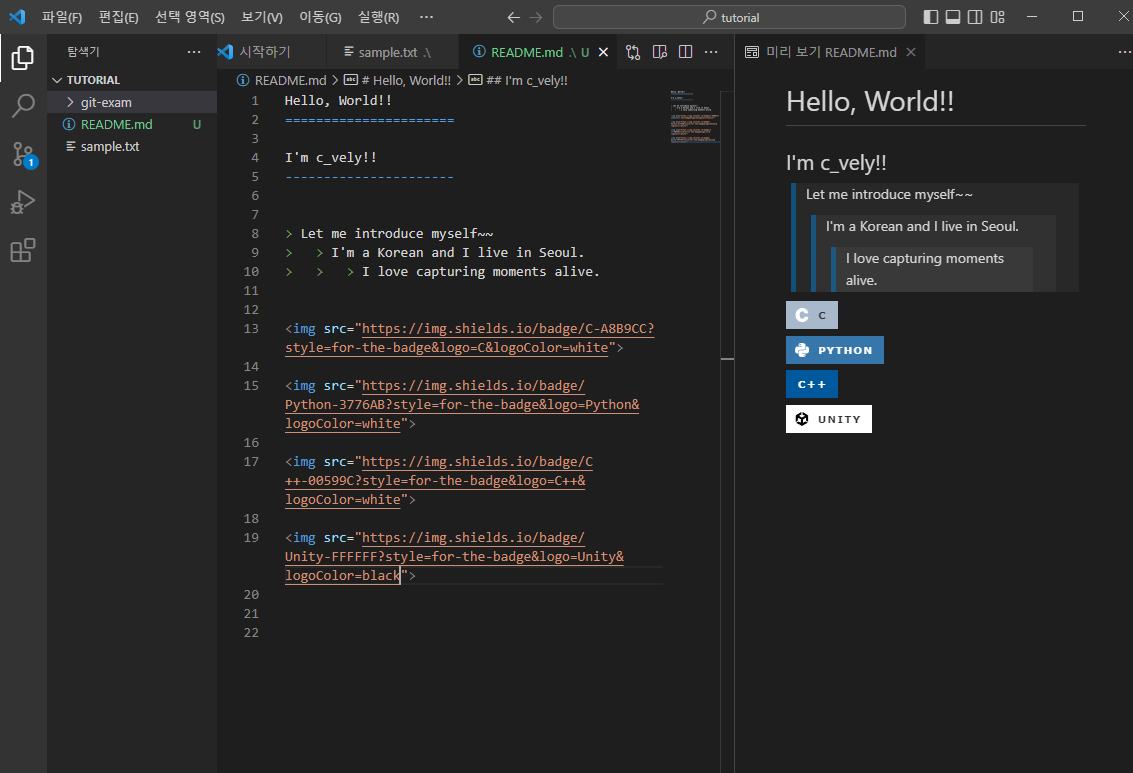 파일(F) 편집(E) 선택 영역(S) 보기(V) 이동(G) 실행(R) ··· tutorial
탐색기 ···
시작하기 sample.txt .\ README.md .\ U ···
미리 보기 README.md ···
TUTORIAL
git-exam
README.md U
sample.txt
1
README.md > # Hello, World!! > ## I'm c_vely!!
1 Hello, World!!
2 ======================
3
4 I'm c_vely!!
5 ----------------------
6
7
8 > Let me introduce myself~~
9 > > I'm a Korean and I live in Seoul.
10 > > > I love capturing moments alive.
11
12
13 <img src="https://img.shields.io/badge/C-A8B9CC?
style=for-the-badge&logo=C&logoColor=white">
14
15 <img src="https://img.shields.io/badge/
Python-3776AB?style=for-the-badge&logo=Python&
logoColor=white">
16
17 <img src="https://img.shields.io/badge/C
++-00599C?style=for-the-badge&logo=C++&
logoColor=white">
18
19 <img src="https://img.shields.io/badge/
Unity-FFFFFF?style=for-the-badge&logo=Unity&
logoColor=black">
20
21
22
Hello, World!!
I'm c_vely!!
Let me introduce myself~~
I'm a Korean and I live in Seoul.
I love capturing moments
alive.
C C
PYTHON
C++
UNITY